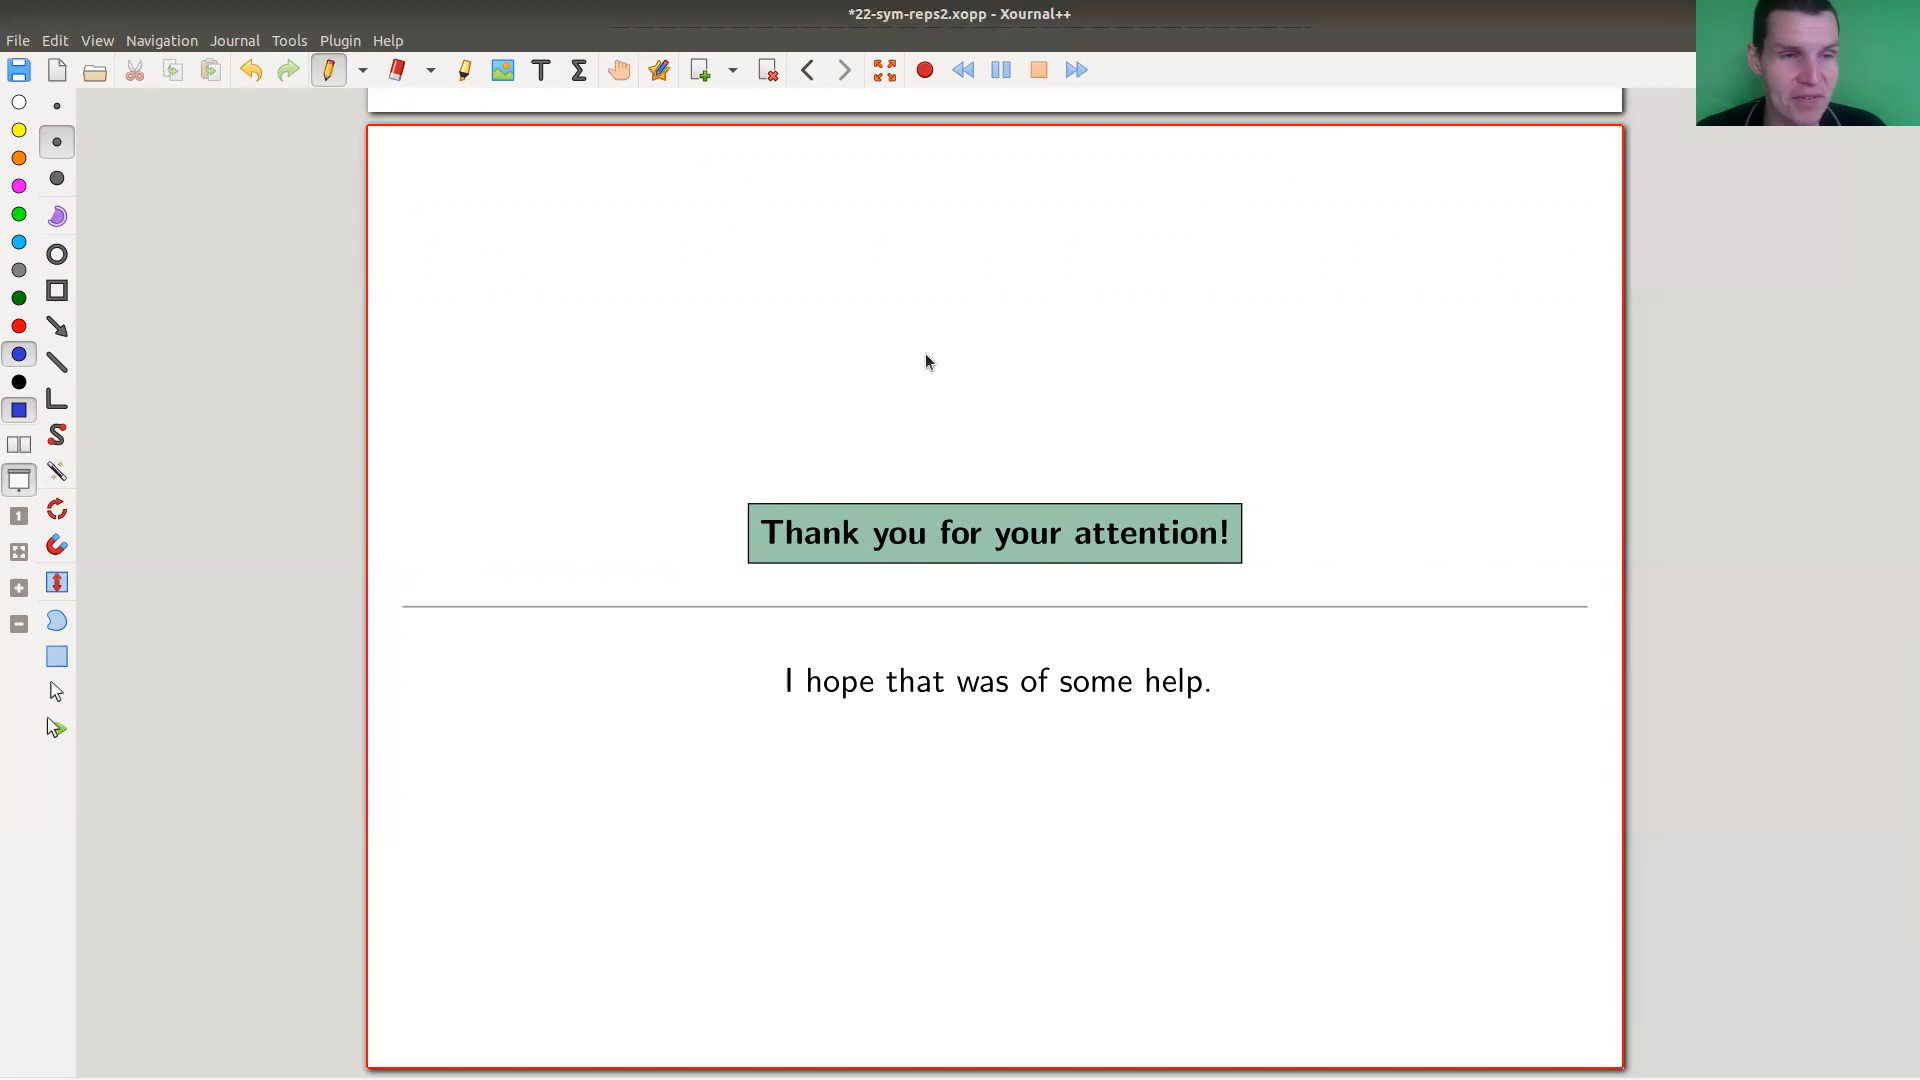 *22-sym-reps2.xopp - Xournal++
File Edit View Navigation Journal Tools Plugin Help
Thank you for your attention!
I hope that was of some help.
1